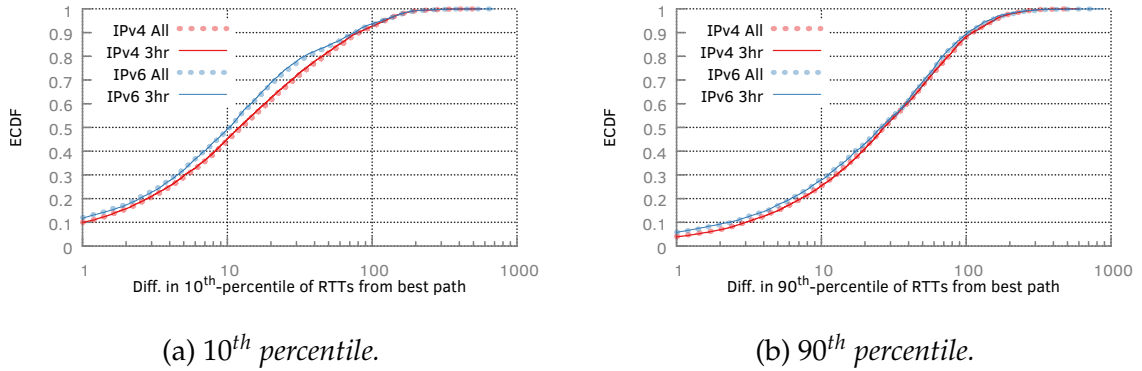 1
0.9
0.8
0.7
0.6
0.5
0.4
0.3
0.2
0.1
0
ECDF
IPv4 All
IPv4 3hr
IPv6 All
IPv6 3hr
1 10 100 1000
Diff. in 10th-percentile of RTTs from best path
(a) 10th percentile.
1
0.9
0.8
0.7
0.6
0.5
0.4
0.3
0.2
0.1
0
ECDF
IPv4 All
IPv4 3hr
IPv6 All
IPv6 3hr
1 10 100 1000
Diff. in 90th-percentile of RTTs from best path
(b) 90th percentile.